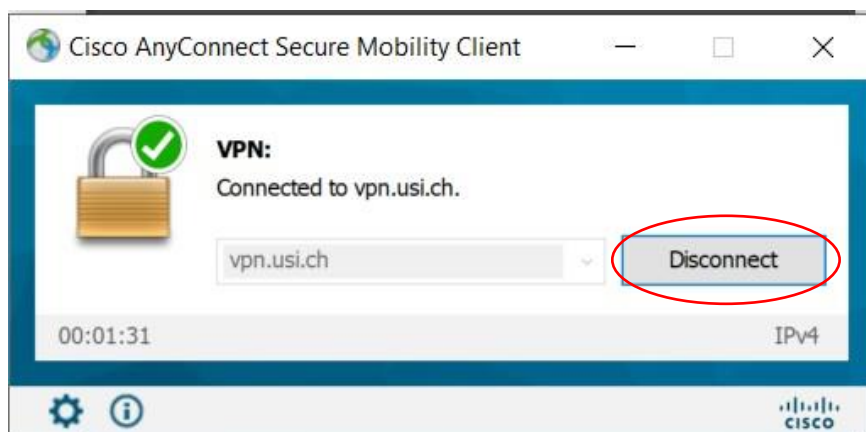 Cisco AnyConnect Secure Mobility Client
VPN:
Connected to vpn.usi.ch.
vpn.usi.ch
Disconnect
00:01:31
IPv4
CISCO